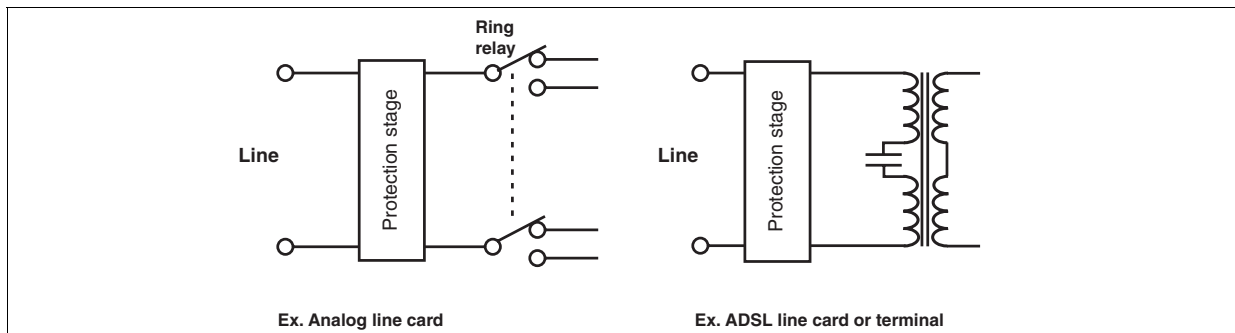 Ring
relay
Line
Protection stage
Line
Protection stage
Ex. Analog line card
Ex. ADSL line card or terminal